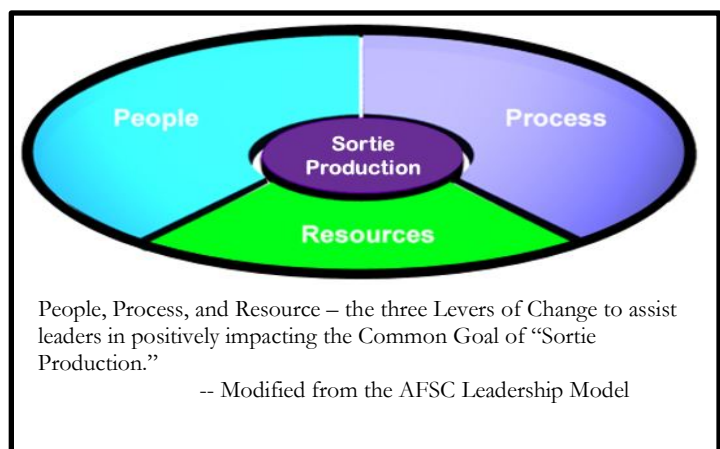 People
Process
Sortie
Production
Resources
People, Process, and Resource – the three Levers of Change to assist
leaders in positively impacting the Common Goal of “Sortie
Production.”
-- Modified from the AFSC Leadership Model